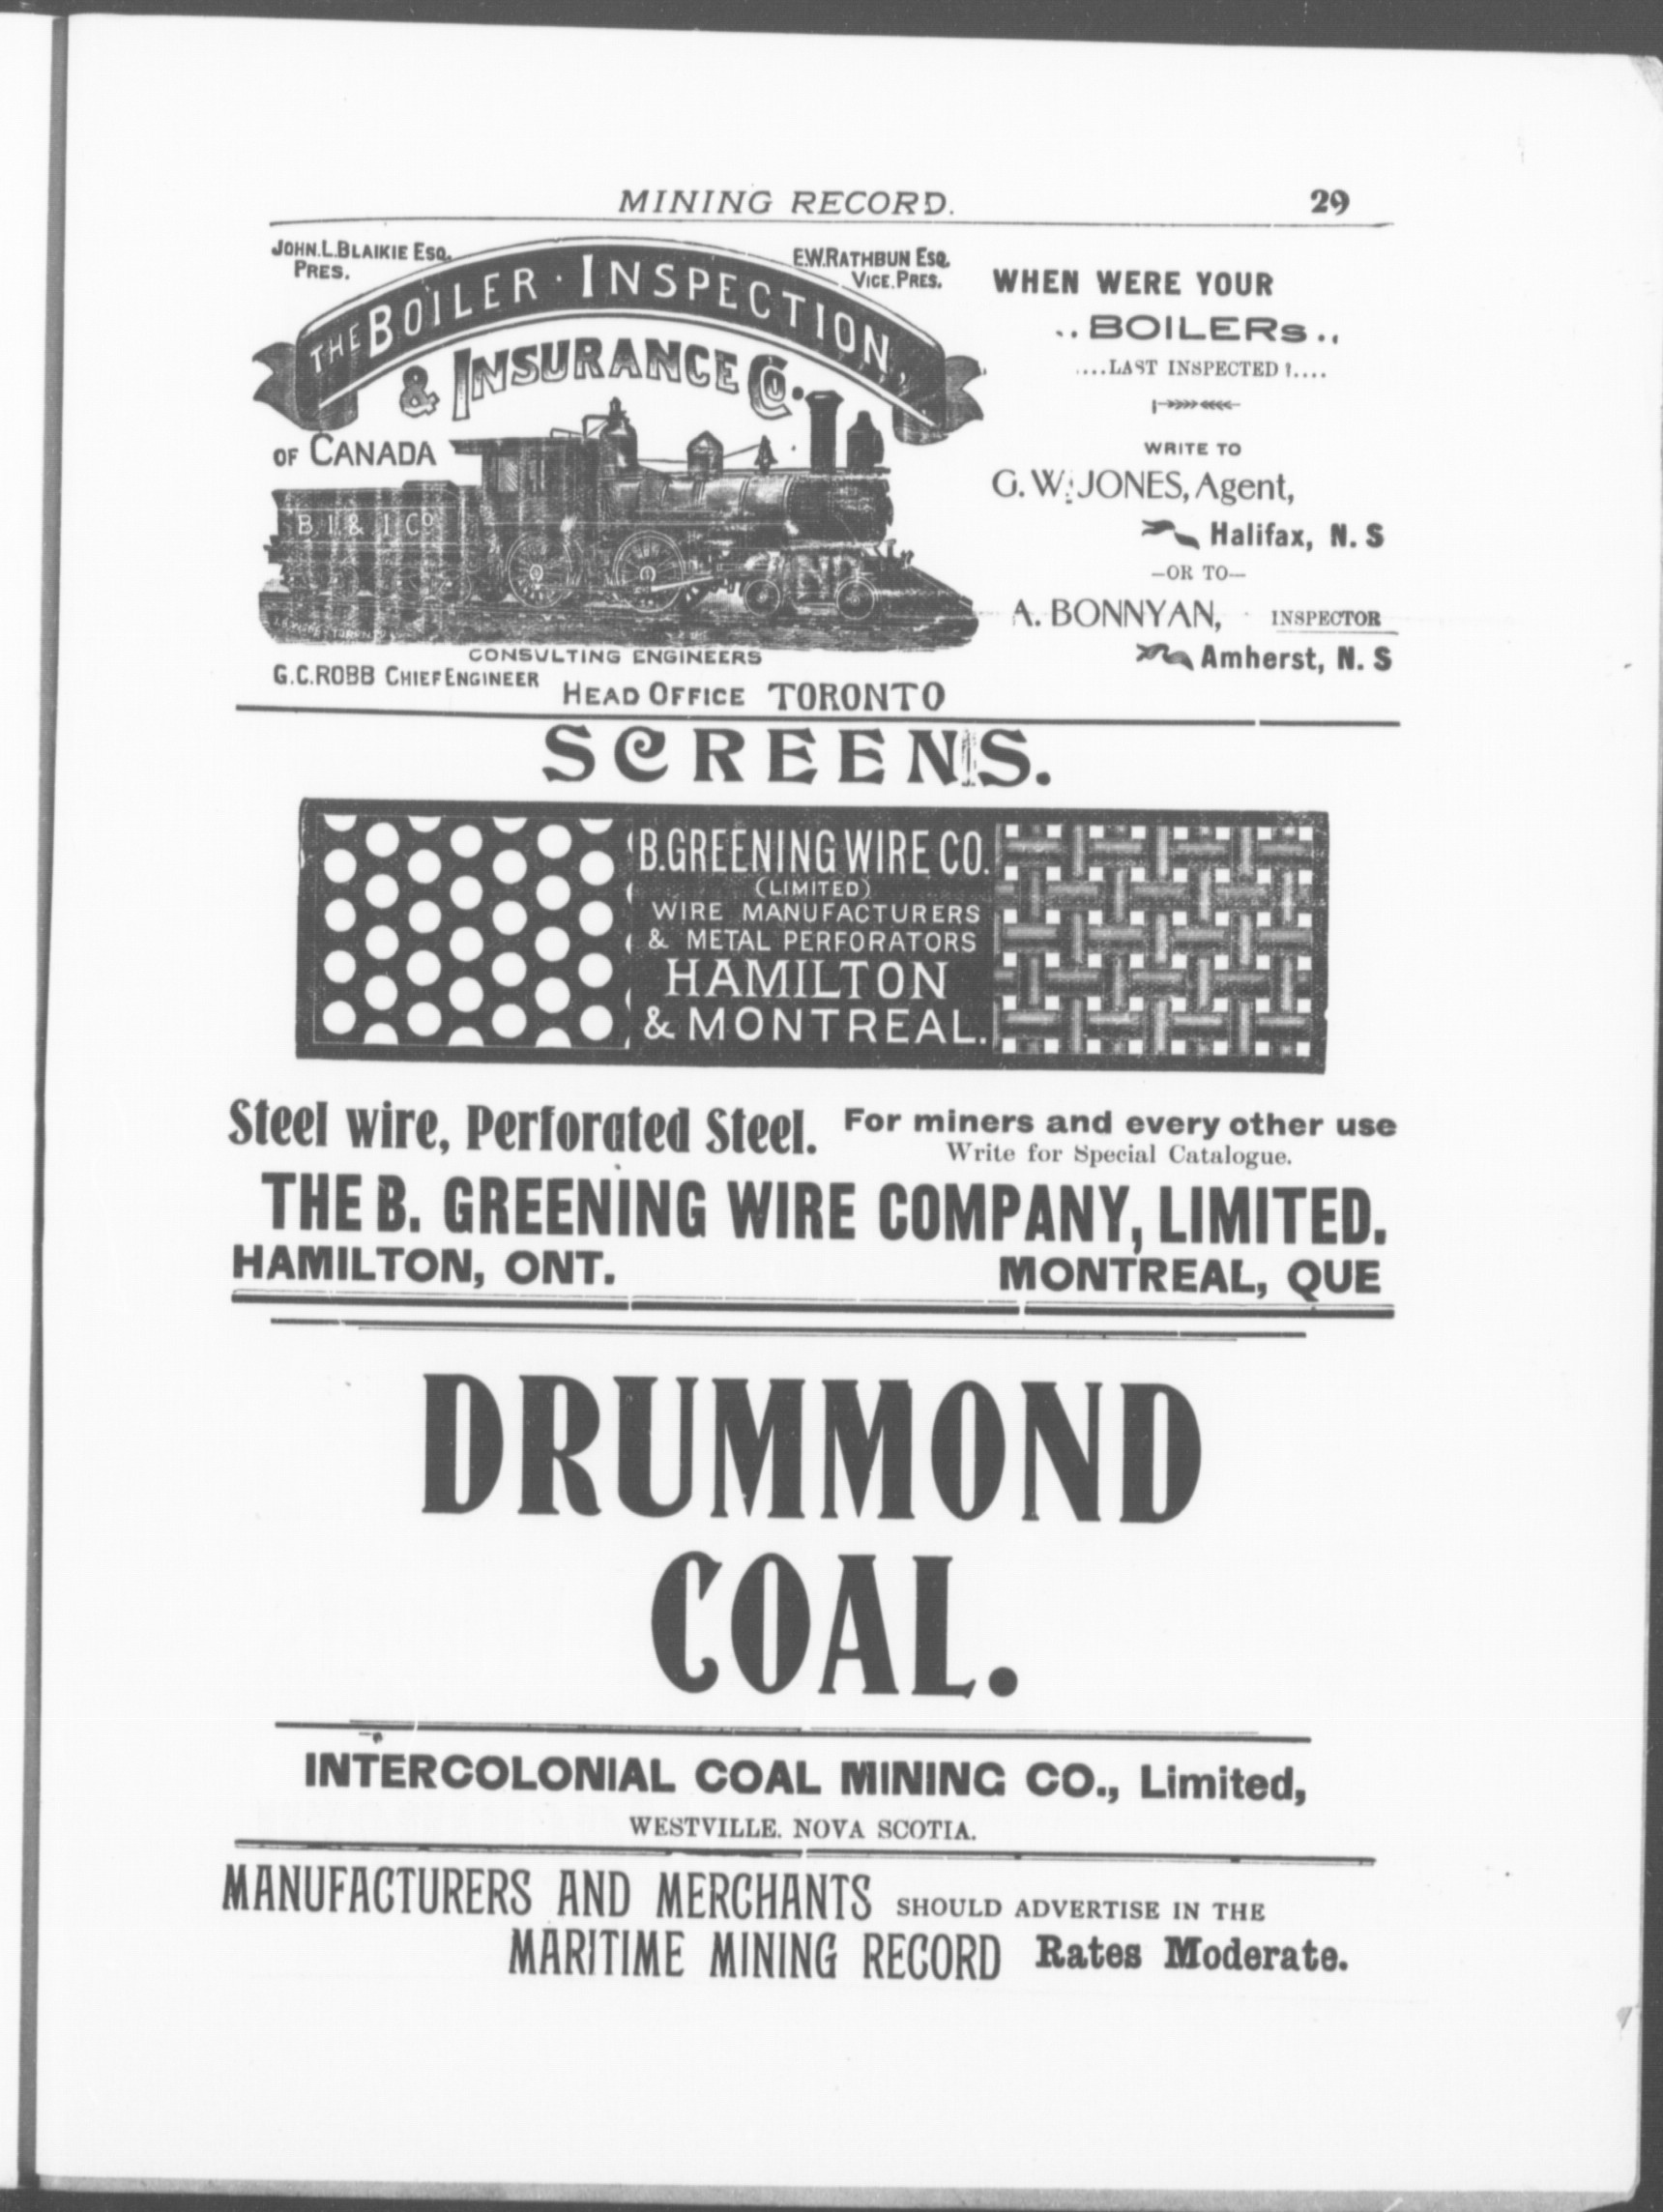 MINING RECORD. 29
JOHN.L.BLAIKIE ESQ.
PRES.
E.W.RATHBUN ESQ.
VICE.PRES.
THE BOILER · INSPECTION,
& INSURANCE CO.
OF CANADA
B. I. & I. CO
CONSULTING ENGINEERS
G.C.ROBB CHIEF ENGINEER
HEAD OFFICE TORONTO
WHEN WERE YOUR
..BOILERs..
....LAST INSPECTED?....
WRITE TO
G. W. JONES, Agent,
Halifax, N. S
—OR TO—
A. BONNYAN, INSPECTOR
Amherst, N. S
SCREENS.
B.GREENING WIRE CO.
(LIMITED)
WIRE MANUFACTURERS
& METAL PERFORATORS
HAMILTON
& MONTREAL.
Steel wire, Perforated Steel. For miners and every other use
Write for Special Catalogue.
THE B. GREENING WIRE COMPANY, LIMITED.
HAMILTON, ONT. MONTREAL, QUE
DRUMMOND
COAL.
INTERCOLONIAL COAL MINING CO., Limited,
WESTVILLE. NOVA SCOTIA.
MANUFACTURERS AND MERCHANTS SHOULD ADVERTISE IN THE
MARITIME MINING RECORD Rates Moderate.